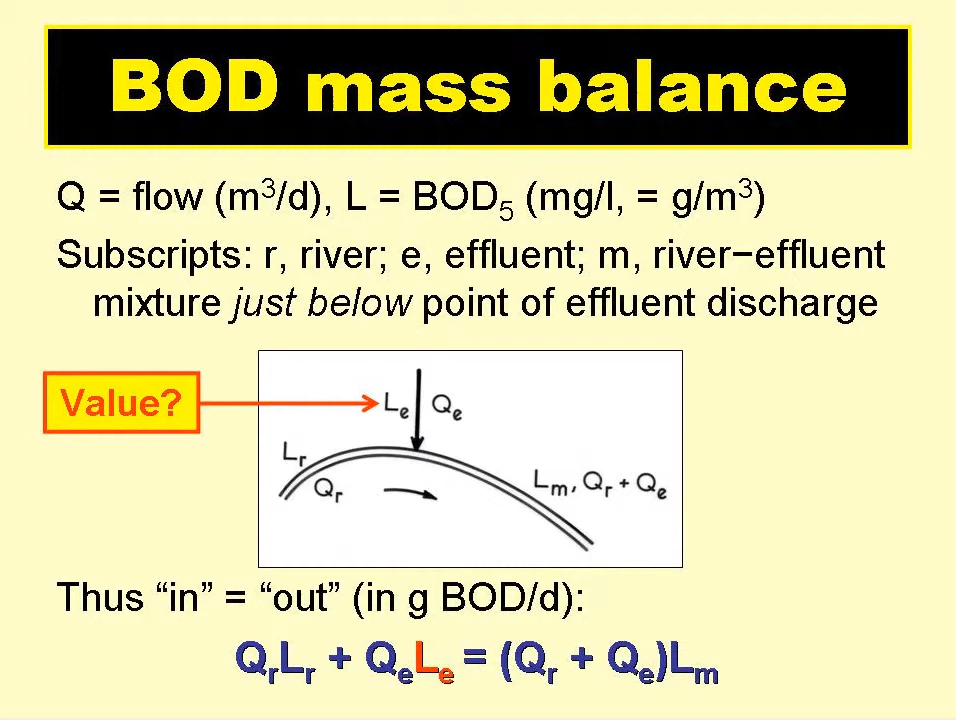 BOD mass balance
Q = flow (m³/d), L = BOD₅ (mg/l, = g/m³)
Subscripts: r, river; e, effluent; m, river−effluent
mixture just below point of effluent discharge
Value?
Lₑ Qₑ
Lᵣ
Qᵣ
Lₘ, Qᵣ + Qₑ
Thus “in” = “out” (in g BOD/d):
QᵣLᵣ + QₑLₑ = (Qᵣ + Qₑ)Lₘ